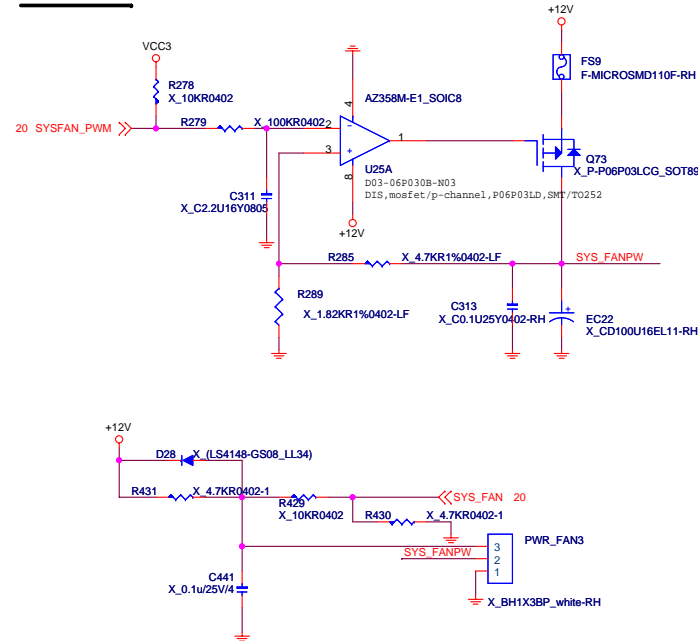 +12V
VCC3
FS9
F-MICROSMD110F-RH
R278
X_10KR0402
AZ358M-E1_SOIC8
4
20 SYSFAN_PWM
R279
X_100KR0402
2
3
1
-
+
8
U25A
Q73
X_P-P06P03LCG_SOT89
D03-06P030B-N03
DIS,mosfet/p-channel,P06P03LD,SMT/TO252
C311
X_C2.2U16Y0805
+12V
R285
X_4.7KR1%0402-LF
SYS_FANPW
R289
X_1.82KR1%0402-LF
C313
X_C0.1U25Y0402-RH
+
EC22
X_CD100U16EL11-RH
+12V
D28
X_(LS4148-GS08_LL34)
R431
X_4.7KR0402-1
R429
X_10KR0402
SYS_FAN 20
R430
X_4.7KR0402-1
PWR_FAN3
SYS_FANPW
3
2
1
C441
X_0.1u/25V/4
X_BH1X3BP_white-RH